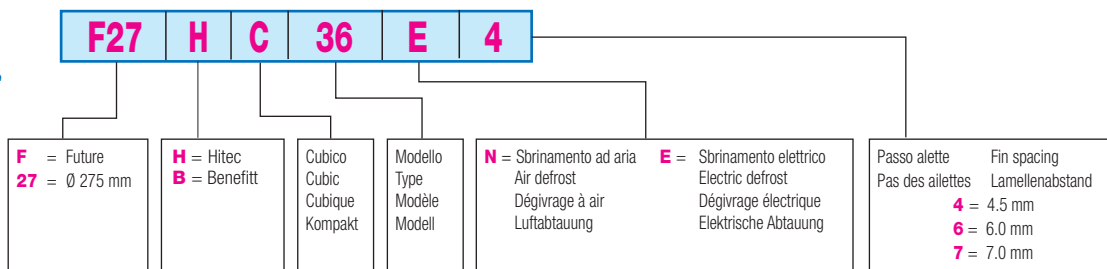 F27 H C 36 E 4
F = Future
27 = Ø 275 mm
H = Hitec
B = Benefitt
Cubico
Cubic
Cubique
Kompakt
Modello
Type
Modèle
Modell
N = Sbrinamento ad aria
Air defrost
Dégivrage à air
Luftabtauung
E = Sbrinamento elettrico
Electric defrost
Dégivrage électrique
Elektrische Abtauung
Passo alette Fin spacing
Pas des ailettes Lamellenabstand
4 = 4.5 mm
6 = 6.0 mm
7 = 7.0 mm